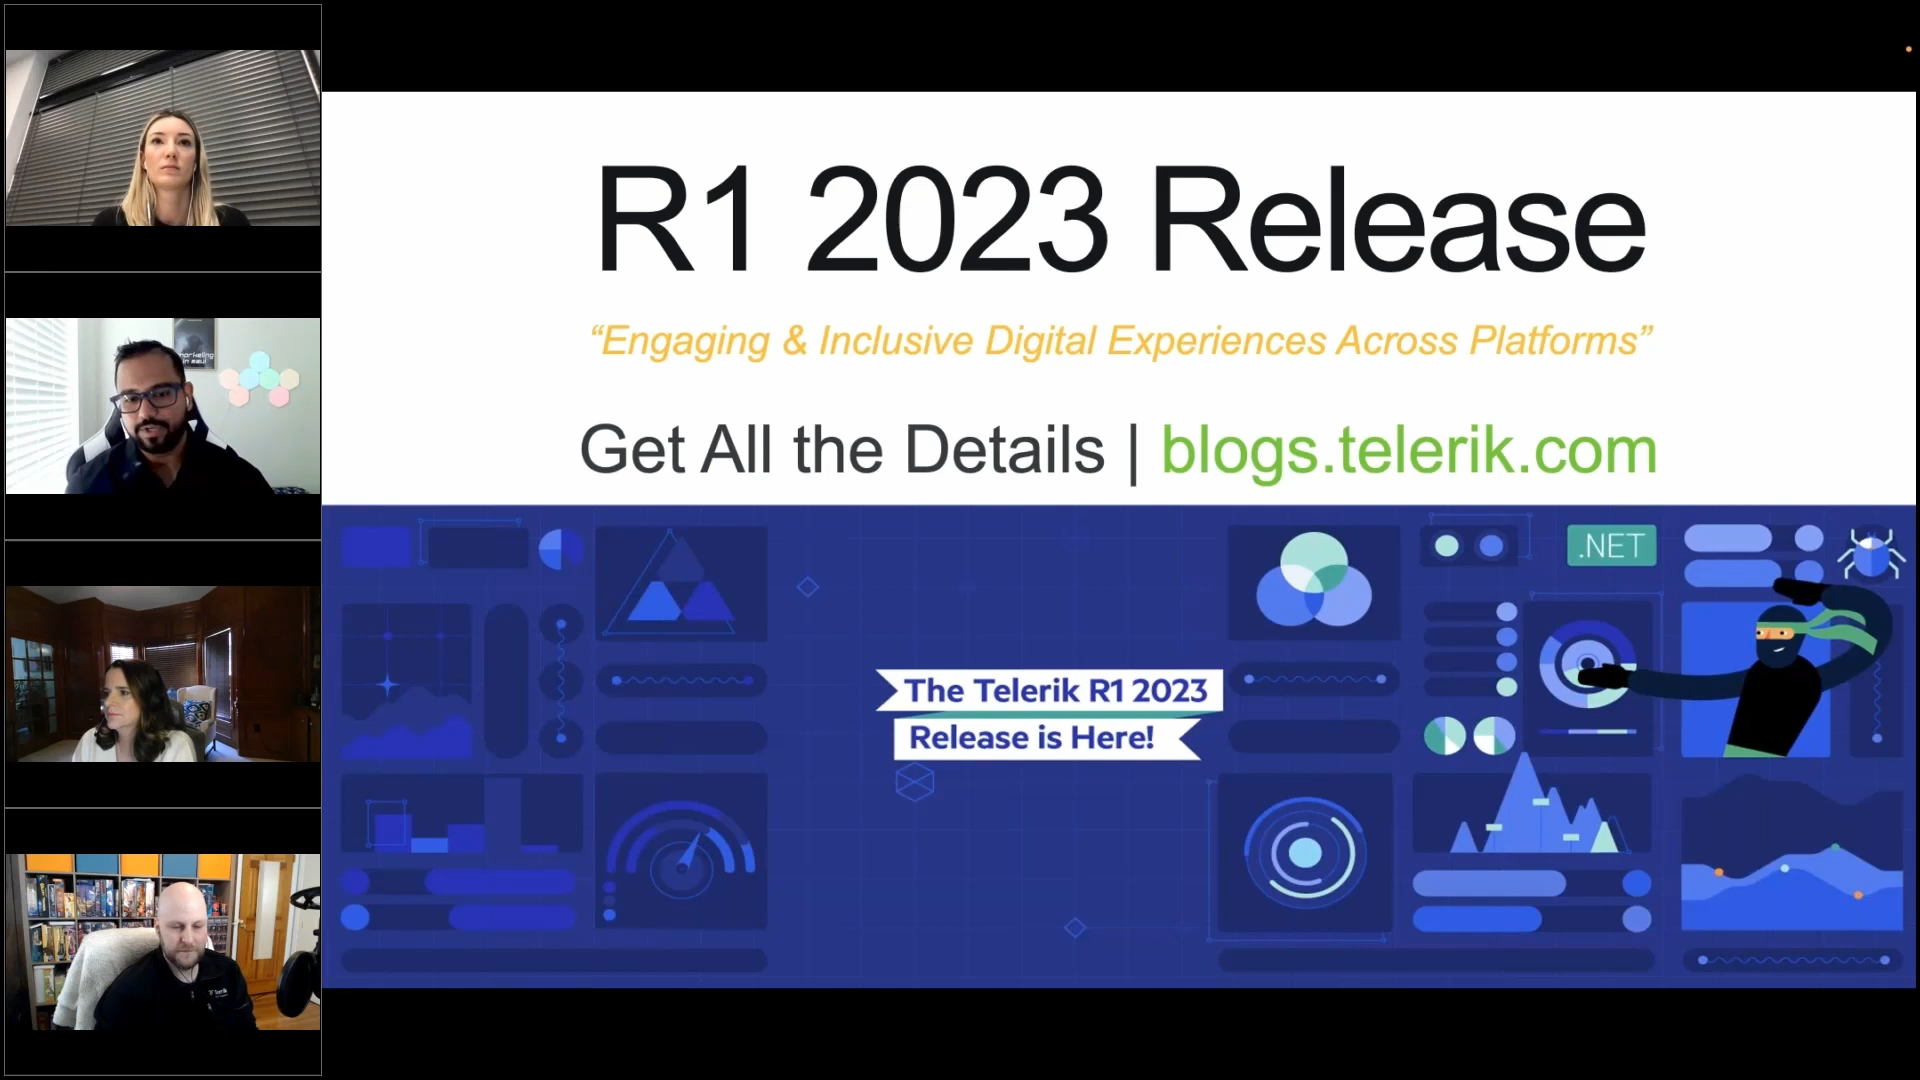 R1 2023 Release
“Engaging & Inclusive Digital Experiences Across Platforms”
Get All the Details | blogs.telerik.com
.NET
The Telerik R1 2023
Release is Here!